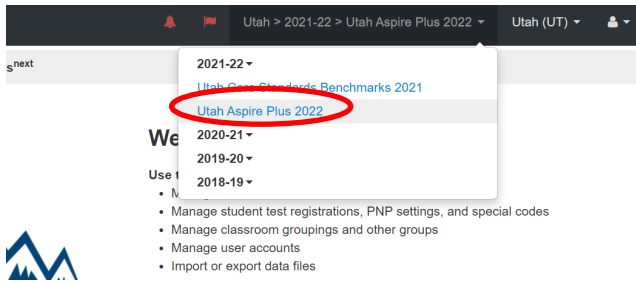 Utah > 2021-22 > Utah Aspire Plus 2022
Utah (UT)
snext
2021-22
Utah Core Standards Benchmarks 2021
Utah Aspire Plus 2022
2020-21
2019-20
2018-19
We
Use t
• Manage student test registrations, PNP settings, and special codes
• Manage classroom groupings and other groups
• Manage user accounts
• Import or export data files